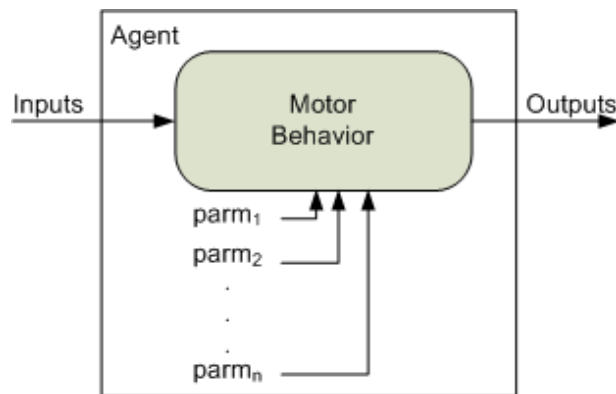 Agent
Inputs
Motor
Behavior
Outputs
parm₁
parm₂
.
.
.
parmₙ